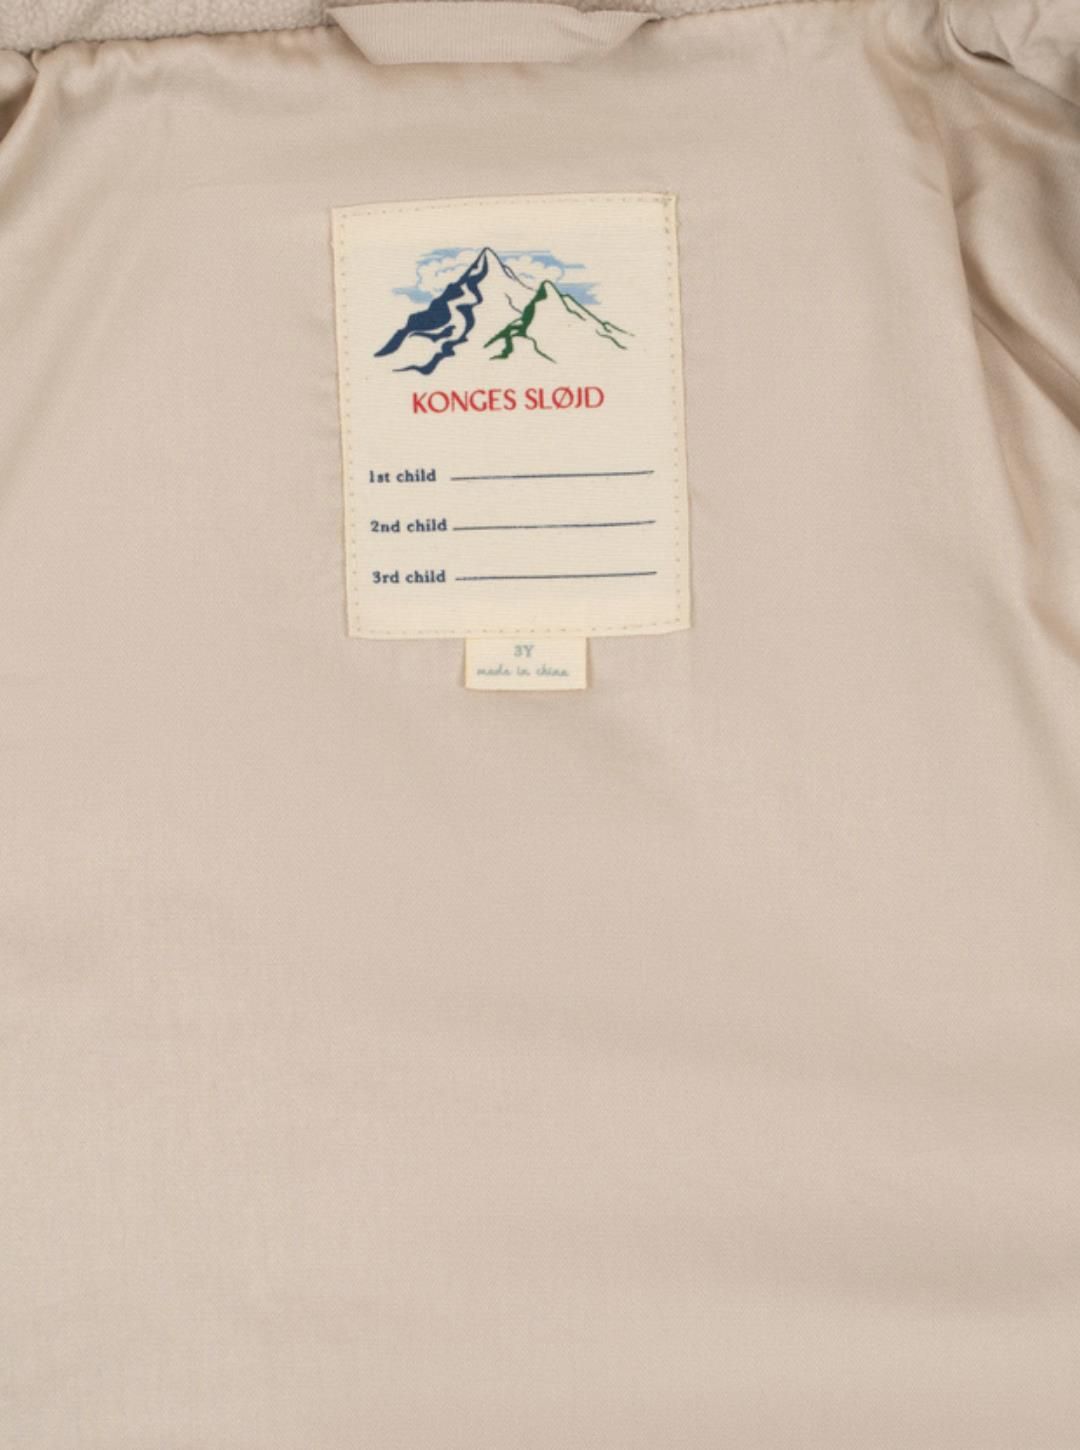 KONGES SLØJD
1st child
2nd child
3rd child
3Y
made in china